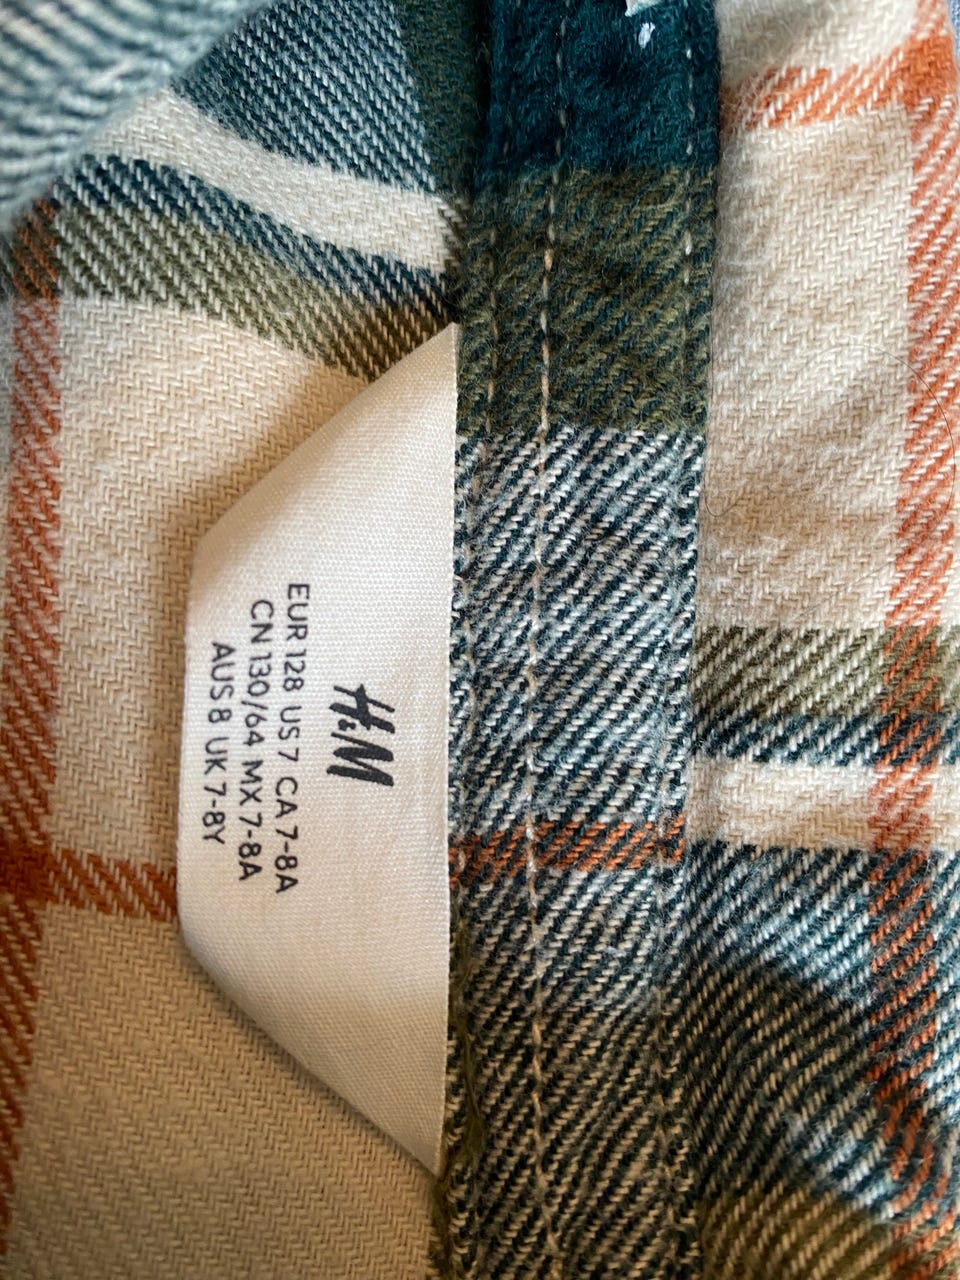 H&M
EUR 128 US 7 CA 7-8A
CN 130/64 MX 7-8A
AUS 8 UK 7-8Y